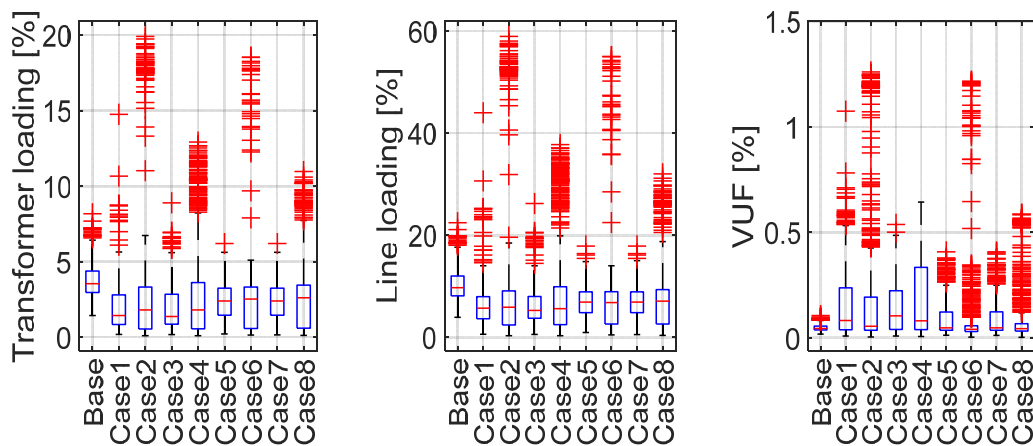 Transformer loading [%]
20
15
10
5
0
Base
Case1
Case2
Case3
Case4
Case5
Case6
Case7
Case8
Line loading [%]
60
40
20
0
Base
Case1
Case2
Case3
Case4
Case5
Case6
Case7
Case8
VUF [%]
1.5
1
0.5
0
Base
Case1
Case2
Case3
Case4
Case5
Case6
Case7
Case8